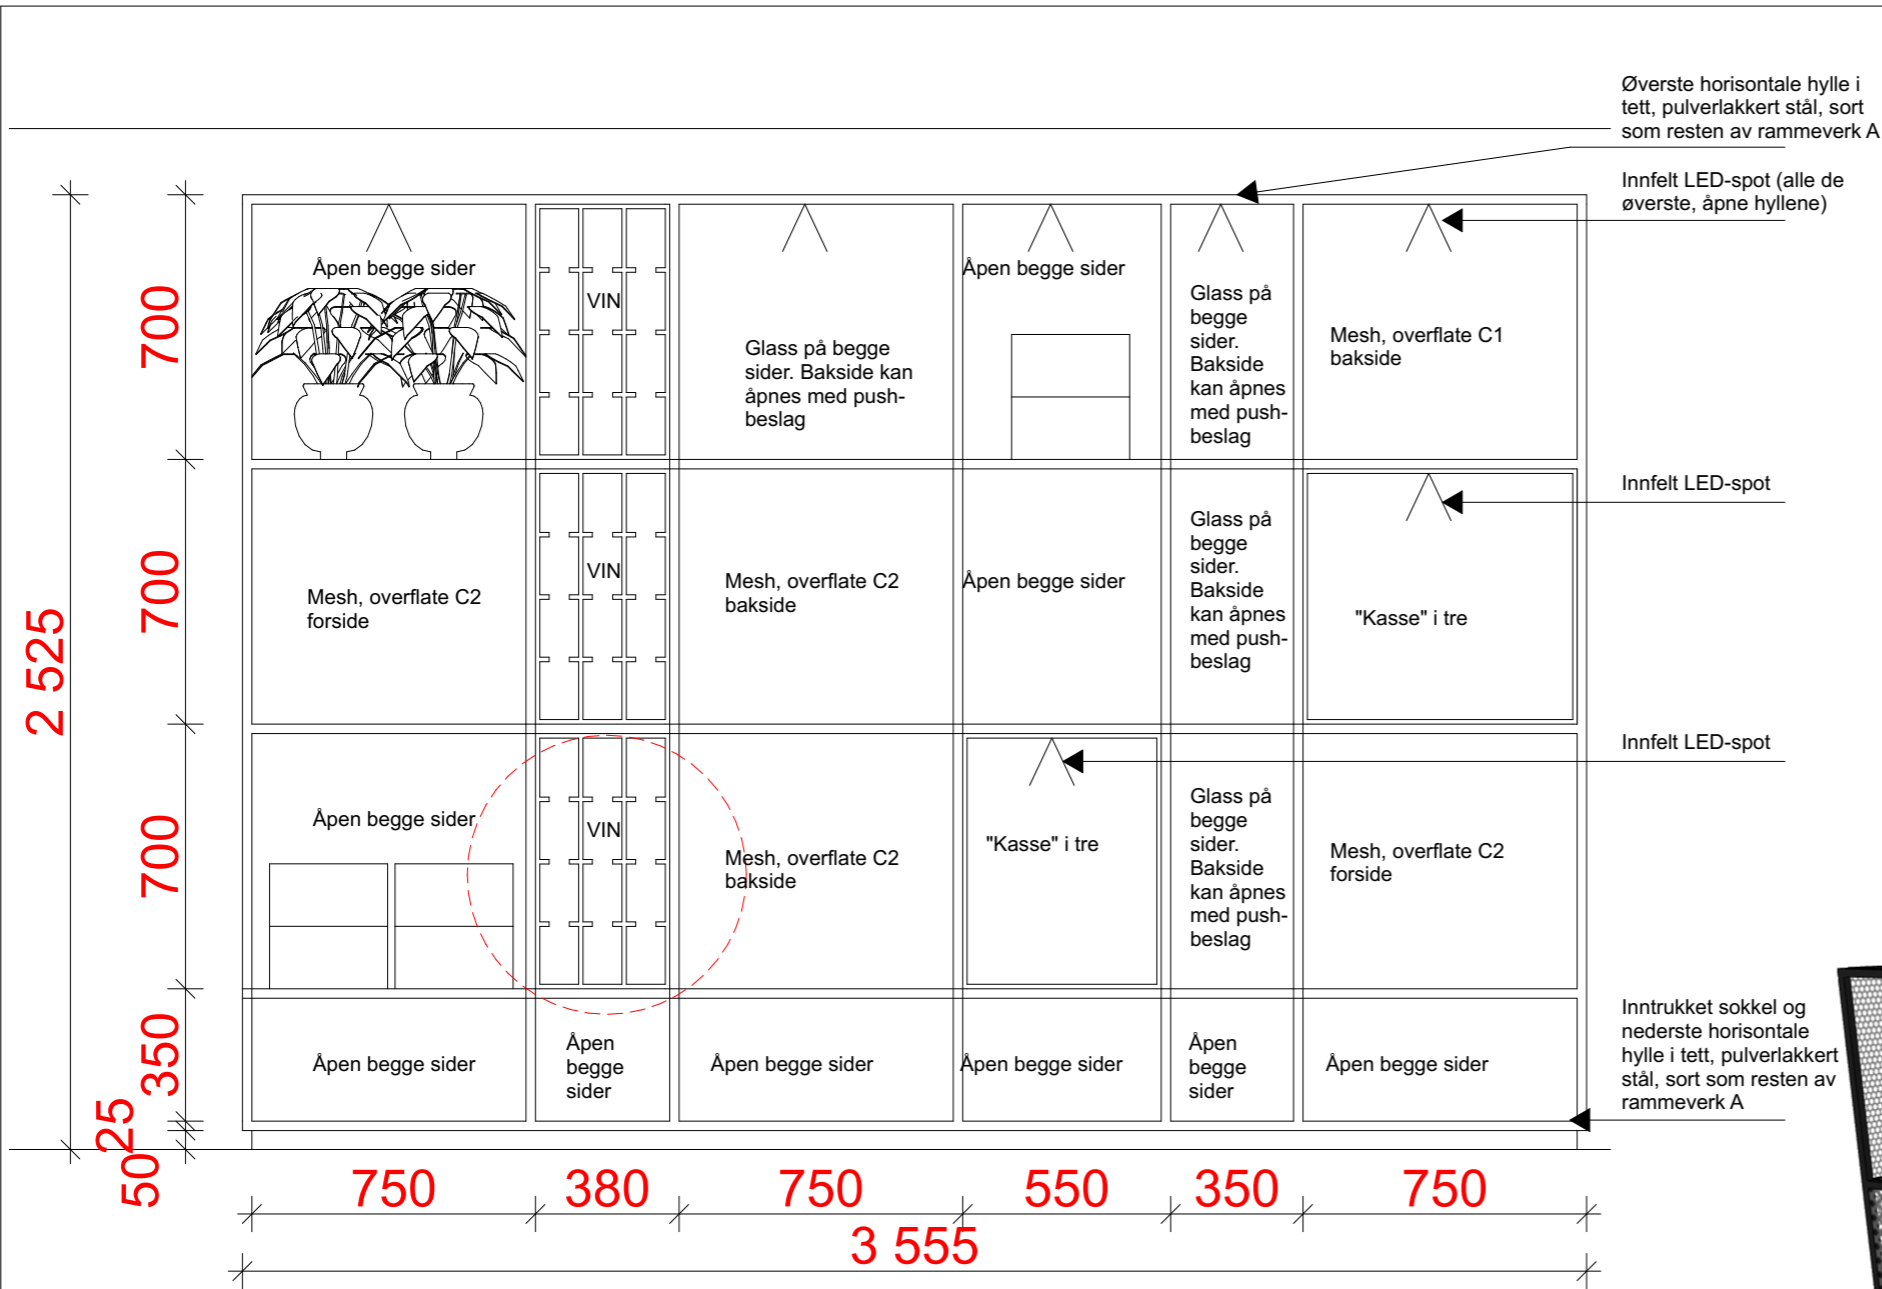 Øverste horisontale hylle i
tett, pulverlakkert stål, sort
som resten av rammeverk A
Innfelt LED-spot (alle de
øverste, åpne hyllene)
Innfelt LED-spot
Innfelt LED-spot
Inntrukket sokkel og
nederste horisontale
hylle i tett, pulverlakkert
stål, sort som resten av
rammeverk A
2 525
700
700
700
350
25
50
Åpen begge sider
VIN
Glass på begge
sider. Bakside kan
åpnes med push-
beslag
Åpen begge sider
Glass på
begge
sider.
Bakside
kan åpnes
med push-
beslag
Mesh, overflate C1
bakside
Mesh, overflate C2
forside
VIN
Mesh, overflate C2
bakside
Åpen begge sider
Glass på
begge
sider.
Bakside
kan åpnes
med push-
beslag
"Kasse" i tre
Åpen begge sider
VIN
Mesh, overflate C2
bakside
"Kasse" i tre
Glass på
begge
sider.
Bakside
kan åpnes
med push-
beslag
Mesh, overflate C2
forside
Åpen begge sider
Åpen
begge
sider
Åpen begge sider
Åpen begge sider
Åpen
begge
sider
Åpen begge sider
750
380
750
550
350
750
3 555